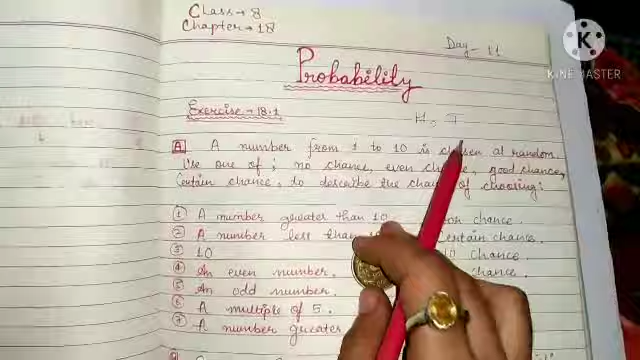 Class → 8
Chapter → 18
Day - 11
Probability
Exercise → 18.1
H, T
A A number from 1 to 10 is chosen at random.
Use one of; no chance, even chance, good chance,
Certain chance, to describe the chance of choosing:
① A number greater than 10 chance.
② A number less than chance.
③ 10 chance
④ An even number. chance.
⑤ An odd number.
⑥ A multiple of 5.
⑦ A number greater
KINEMASTER